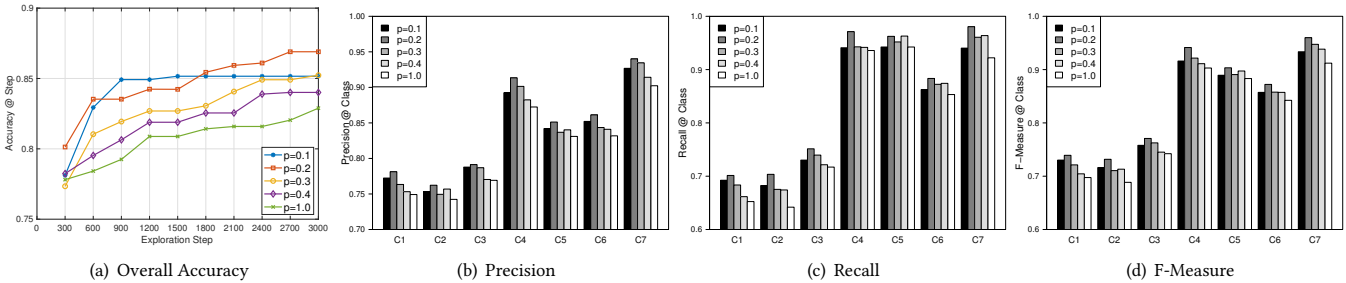 0.9
0.85
0.8
0.75
Accuracy @ Step
0 300 600 900 1200 1500 1800 2100 2400 2700 3000
Exploration Step
p=0.1
p=0.2
p=0.3
p=0.4
p=1.0
(a) Overall Accuracy
1.00
0.95
0.90
0.85
0.80
0.75
0.70
Precision @ Class
p=0.1
p=0.2
p=0.3
p=0.4
p=1.0
C1 C2 C3 C4 C5 C6 C7
(b) Precision
1.0
0.9
0.8
0.7
0.6
Recall @ Class
p=0.1
p=0.2
p=0.3
p=0.4
p=1.0
C1 C2 C3 C4 C5 C6 C7
(c) Recall
1.0
0.9
0.8
0.7
0.6
F−Measure @ Class
p=0.1
p=0.2
p=0.3
p=0.4
p=1.0
C1 C2 C3 C4 C5 C6 C7
(d) F-Measure